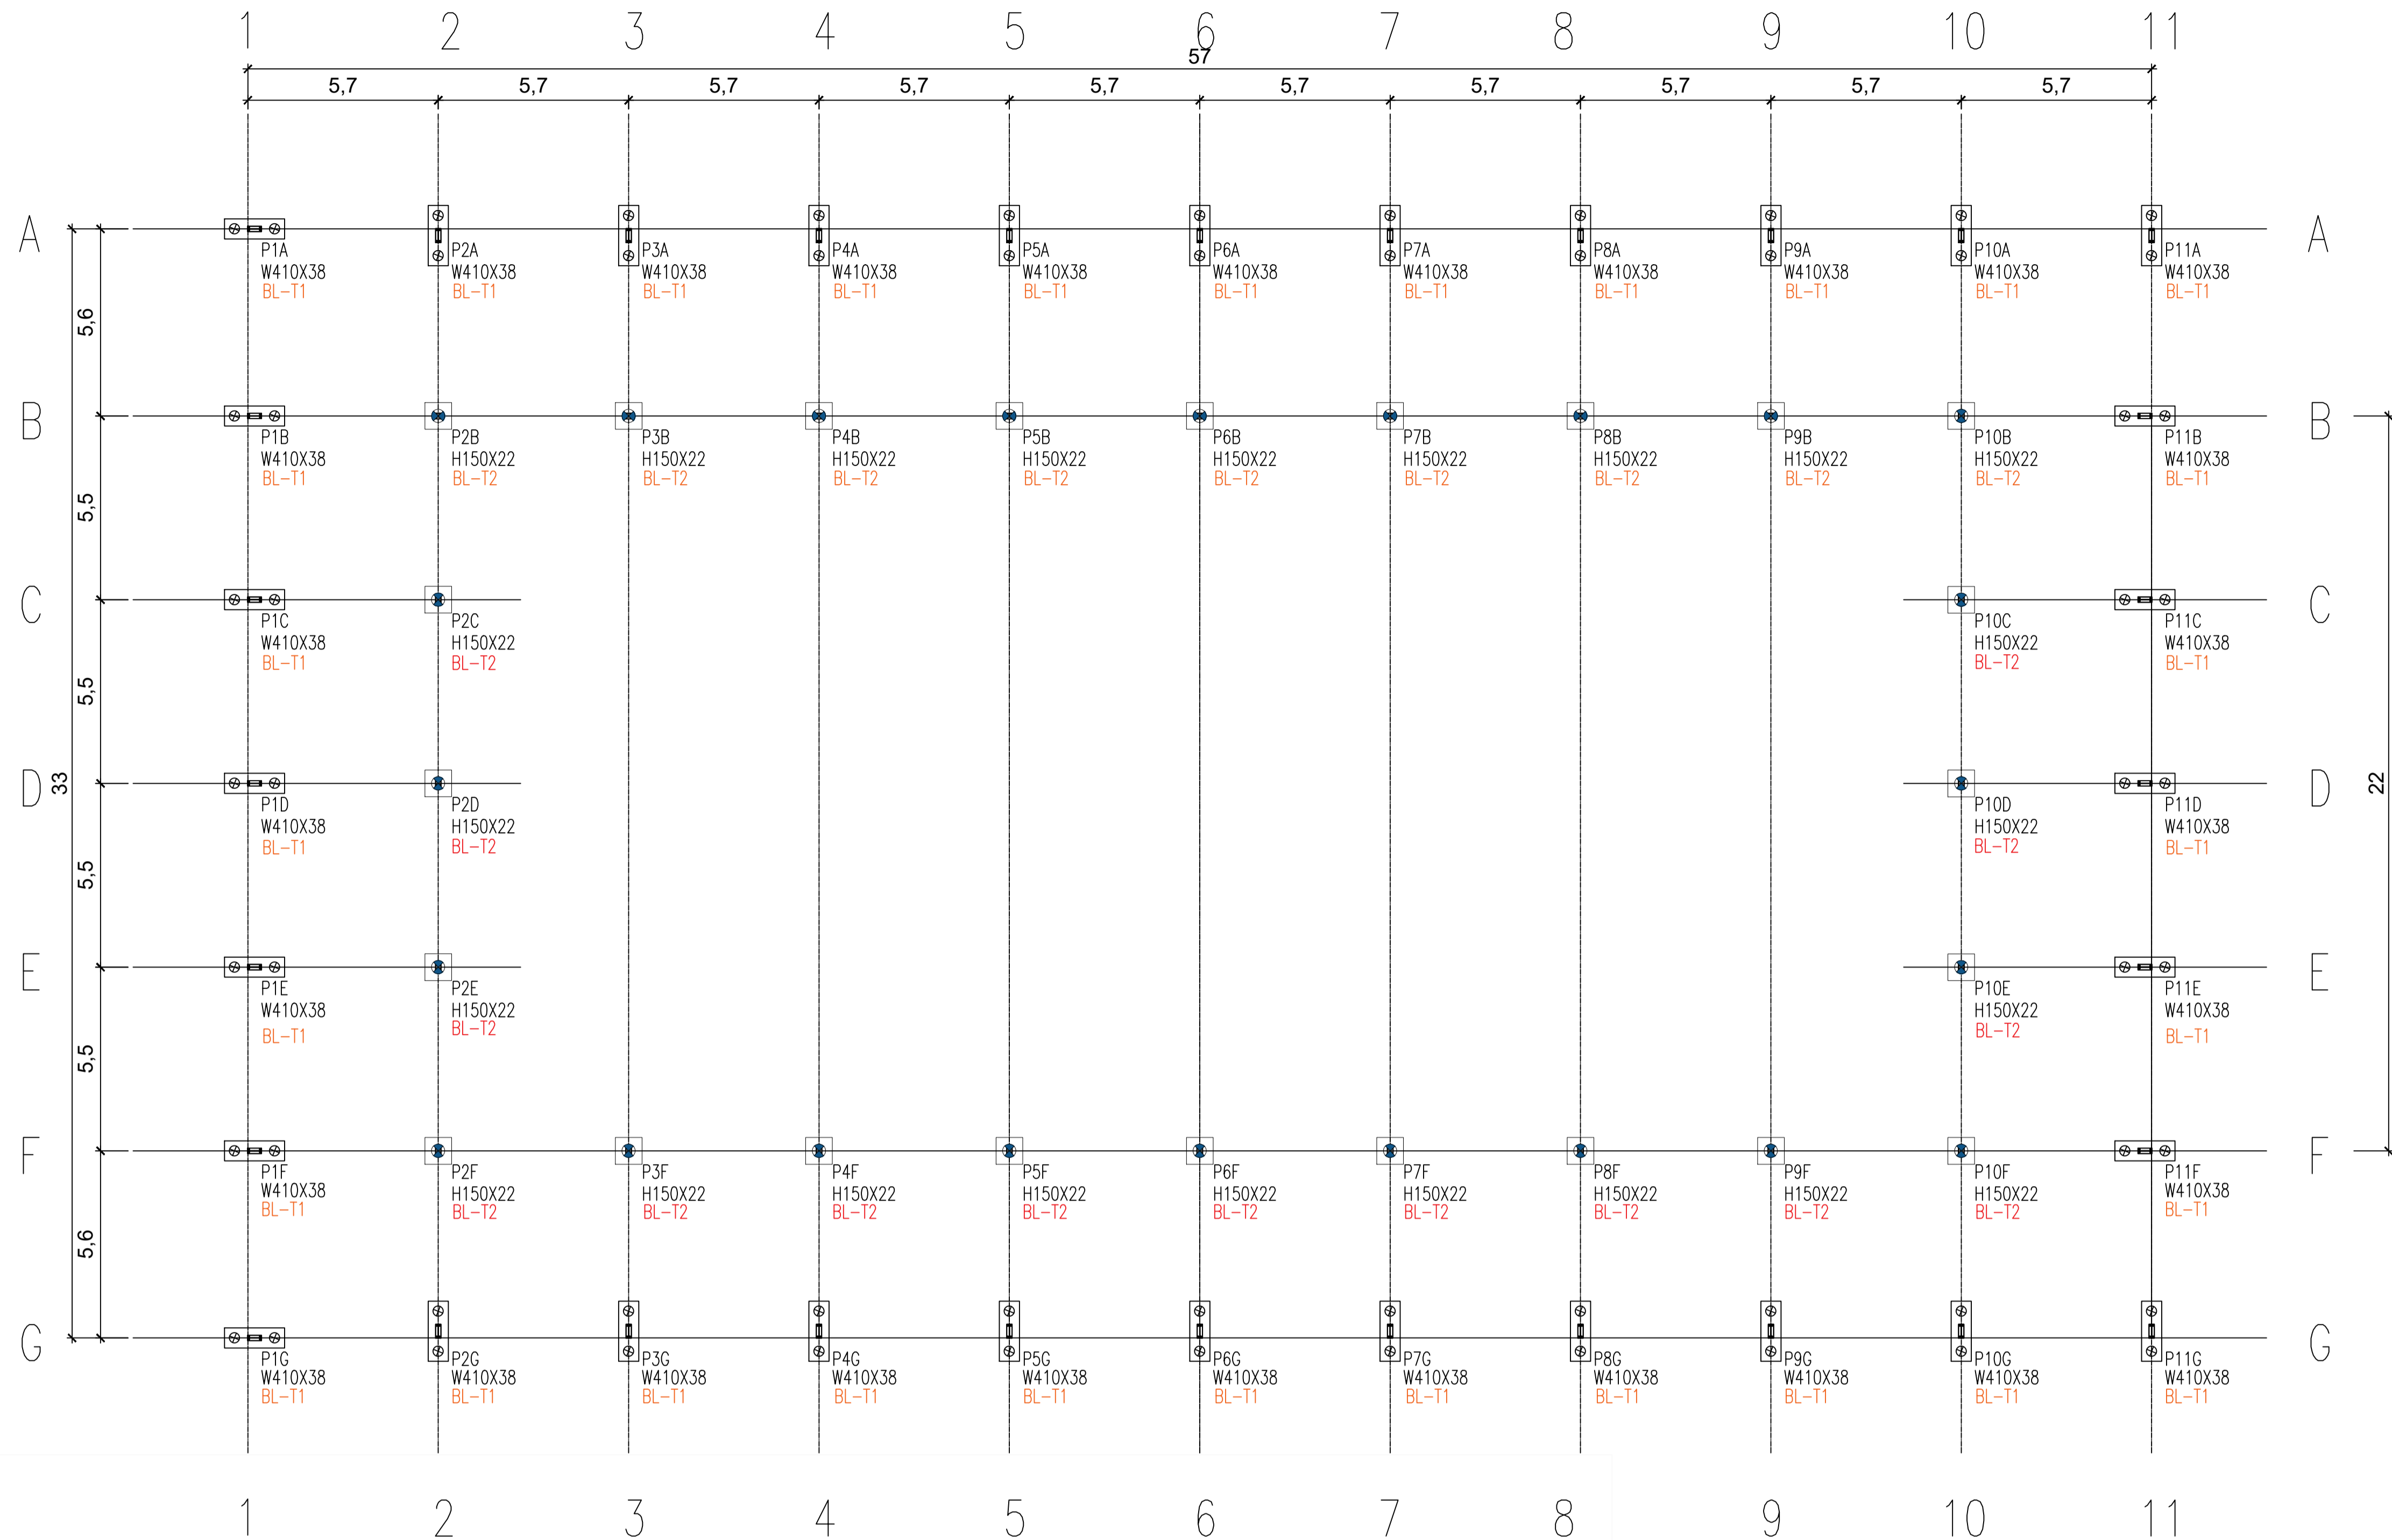 1 2 3 4 5 6 7 8 9 10 11
57
5,7 5,7 5,7 5,7 5,7 5,7 5,7 5,7 5,7 5,7
A A
P1A P2A P3A P4A P5A P6A P7A P8A P9A P10A P11A
W410X38 W410X38 W410X38 W410X38 W410X38 W410X38 W410X38 W410X38 W410X38 W410X38 W410X38
BL-T1 BL-T1 BL-T1 BL-T1 BL-T1 BL-T1 BL-T1 BL-T1 BL-T1 BL-T1 BL-T1
5,6
B B
P1B P2B P3B P4B P5B P6B P7B P8B P9B P10B P11B
W410X38 H150X22 H150X22 H150X22 H150X22 H150X22 H150X22 H150X22 H150X22 H150X22 W410X38
BL-T1 BL-T2 BL-T2 BL-T2 BL-T2 BL-T2 BL-T2 BL-T2 BL-T2 BL-T2 BL-T1
5,5
C C
P1C P2C P10C P11C
W410X38 H150X22 H150X22 W410X38
BL-T1 BL-T2 BL-T2 BL-T1
5,5
D 33 22 D
P1D P2D P10D P11D
W410X38 H150X22 H150X22 W410X38
BL-T1 BL-T2 BL-T2 BL-T1
5,5
E E
P1E P2E P10E P11E
W410X38 H150X22 H150X22 W410X38
BL-T1 BL-T2 BL-T2 BL-T1
5,5
F F
P1F P2F P3F P4F P5F P6F P7F P8F P9F P10F P11F
W410X38 H150X22 H150X22 H150X22 H150X22 H150X22 H150X22 H150X22 H150X22 H150X22 W410X38
BL-T1 BL-T2 BL-T2 BL-T2 BL-T2 BL-T2 BL-T2 BL-T2 BL-T2 BL-T2 BL-T1
5,6
G G
P1G P2G P3G P4G P5G P6G P7G P8G P9G P10G P11G
W410X38 W410X38 W410X38 W410X38 W410X38 W410X38 W410X38 W410X38 W410X38 W410X38 W410X38
BL-T1 BL-T1 BL-T1 BL-T1 BL-T1 BL-T1 BL-T1 BL-T1 BL-T1 BL-T1 BL-T1
1 2 3 4 5 6 7 8 9 10 11